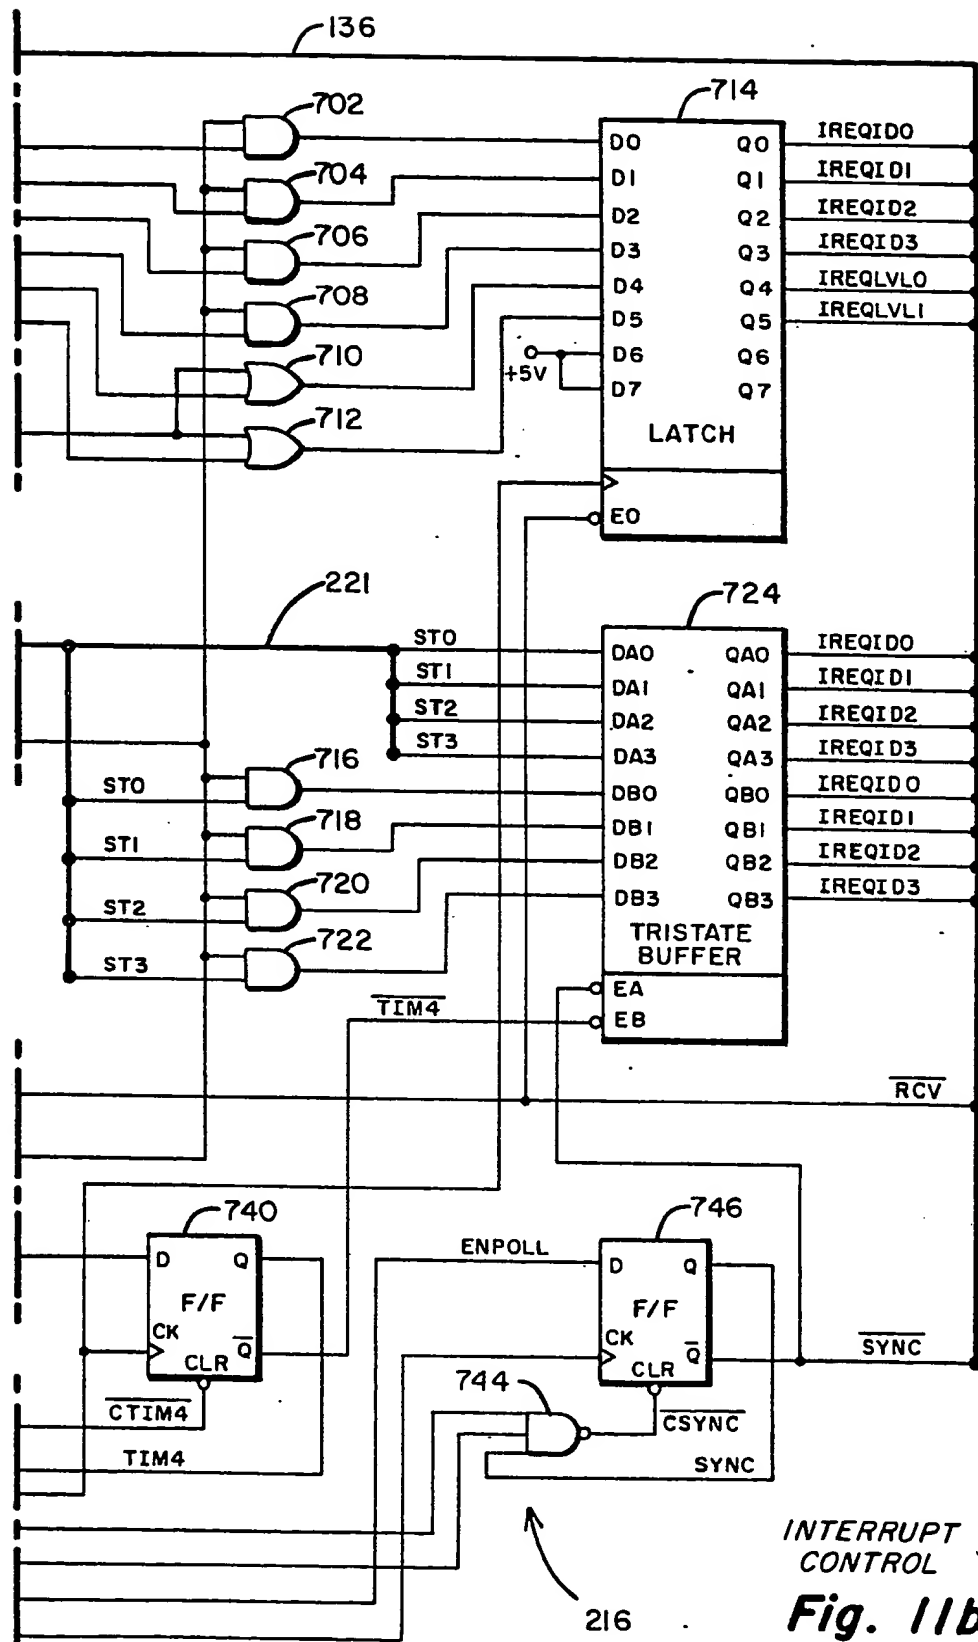 136
702
714
D0 Q0 IREQID0
704
D1 Q1 IREQID1
706
D2 Q2 IREQID2
D3 Q3 IREQID3
708
D4 Q4 IREQLVL0
D5 Q5 IREQLVL1
710
+5V D6 Q6
D7 Q7
712
LATCH
EO
221
724
ST0 DA0 QA0 IREQID0
ST1 DA1 QA1 IREQID1
ST2 DA2 QA2 IREQID2
ST3 DA3 QA3 IREQID3
716
ST0 DB0 QB0 IREQID0
718
ST1 DB1 QB1 IREQID1
720
ST2 DB2 QB2 IREQID2
722
ST3 DB3 QB3 IREQID3
TRISTATE
BUFFER
EA
TIM4 EB
RCV
740
746
D Q
F/F
CK
CLR Q
ENPOLL
D Q
F/F
CK
CLR Q
SYNC
744
CTIM4
CSYNC
TIM4
SYNC
216
INTERRUPT
CONTROL
Fig. 11b